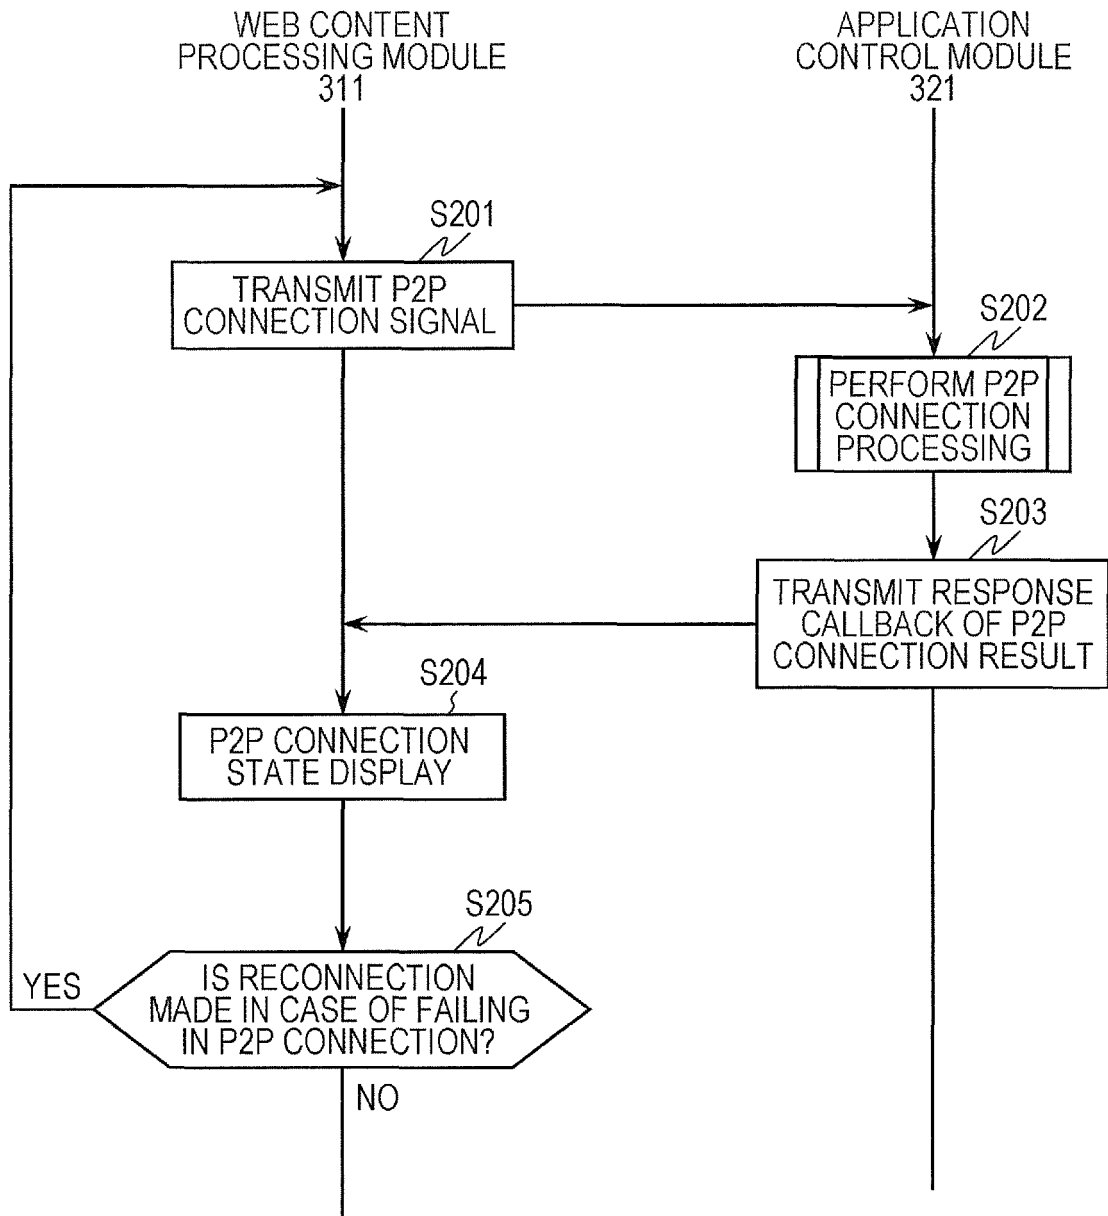 WEB CONTENT
PROCESSING MODULE
311
APPLICATION
CONTROL MODULE
321
S201
TRANSMIT P2P
CONNECTION SIGNAL
S202
PERFORM P2P
CONNECTION
PROCESSING
S203
TRANSMIT RESPONSE
CALLBACK OF P2P
CONNECTION RESULT
S204
P2P CONNECTION
STATE DISPLAY
S205
IS RECONNECTION
MADE IN CASE OF FAILING
IN P2P CONNECTION?
YES
NO